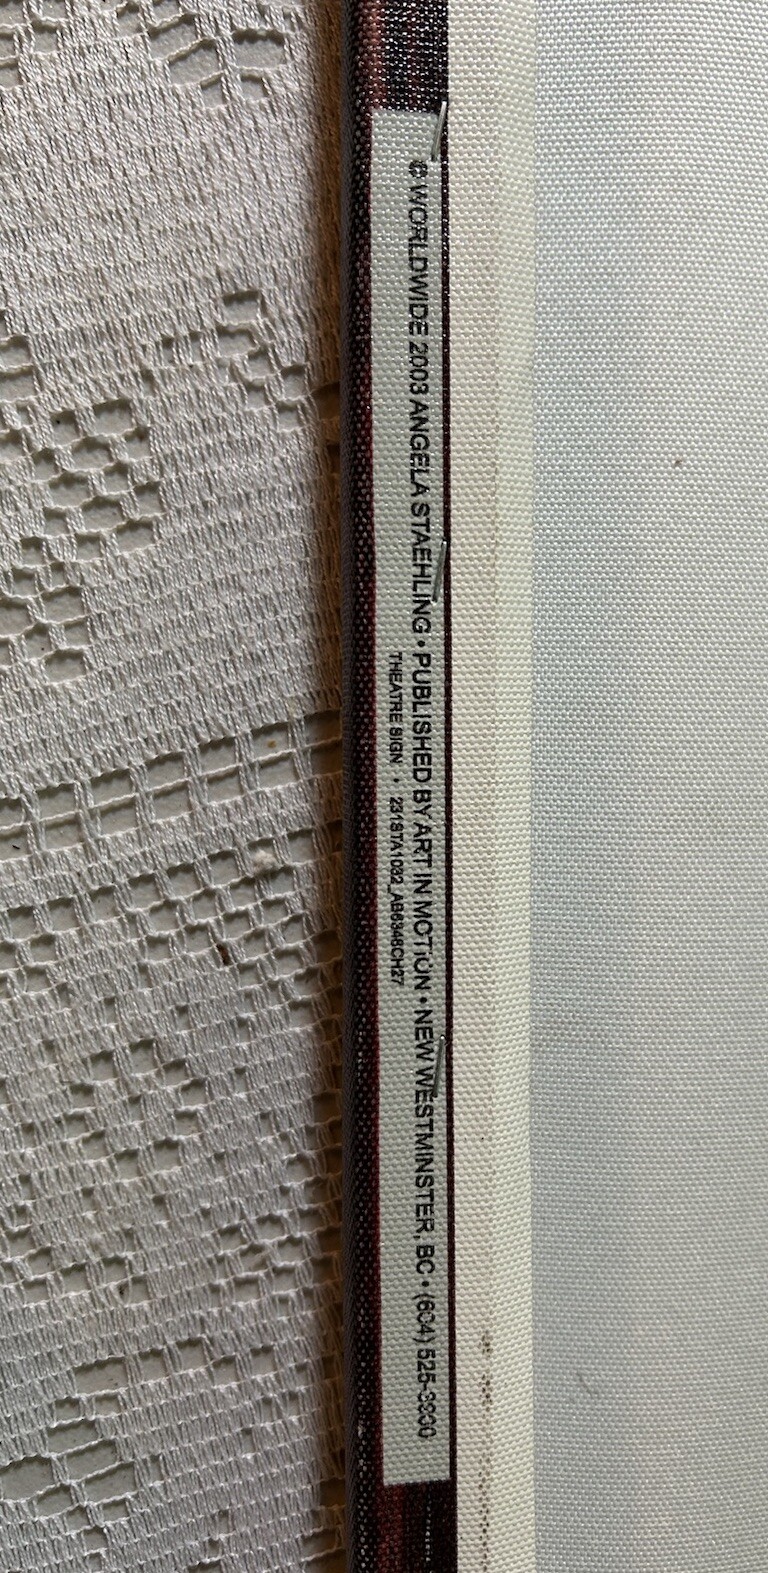 © WORLDWIDE 2003 ANGELA STAEHLING • PUBLISHED BY ART IN MOTION • NEW WESTMINSTER, BC • (604) 525-3900
THEATRE SIGN •